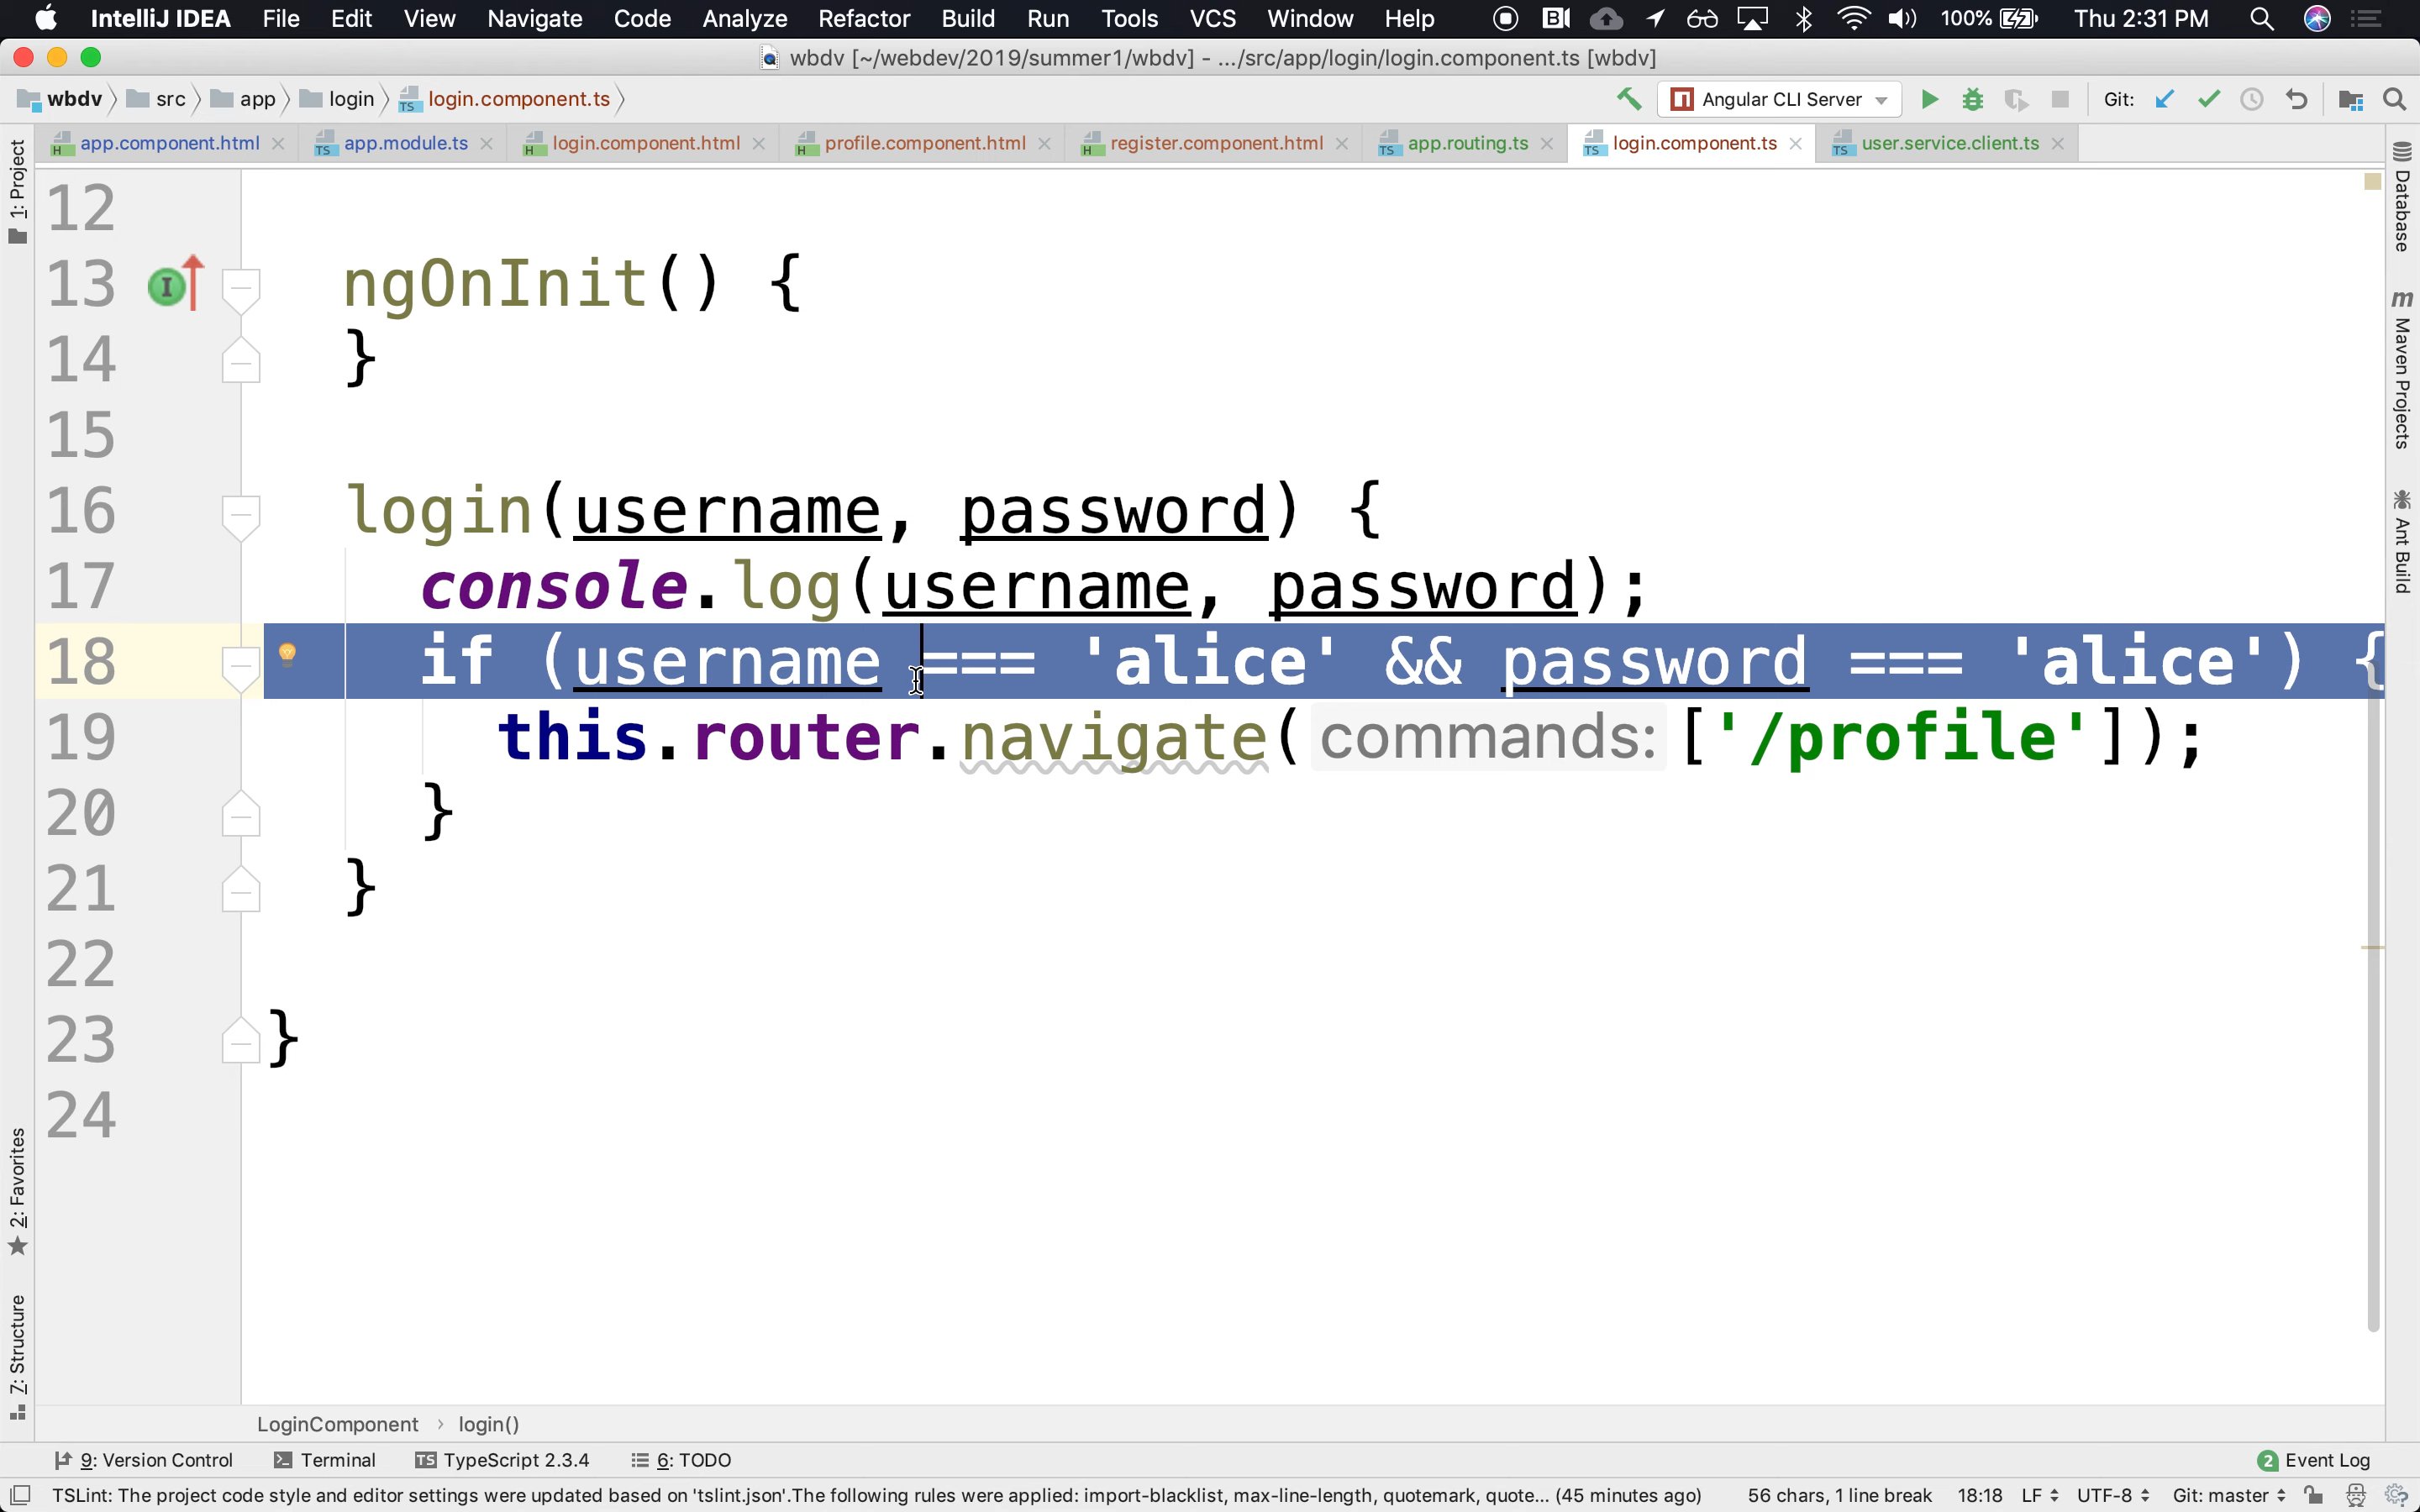 IntelliJ IDEA File Edit View Navigate Code Analyze Refactor Build Run Tools VCS Window Help 100% Thu 2:31 PM
wbdv [~/webdev/2019/summer1/wbdv] - .../src/app/login/login.component.ts [wbdv]
wbdv src app login login.component.ts Angular CLI Server Git:
app.component.html app.module.ts login.component.html profile.component.html register.component.html app.routing.ts login.component.ts user.service.client.ts
1: Project
2: Favorites
Z: Structure
Database
Maven Projects
Ant Build
12
13 ngOnInit() {
14 }
15
16 login(username, password) {
17 console.log(username, password);
18 if (username === 'alice' && password === 'alice') {
19 this.router.navigate( commands: ['/profile']);
20 }
21 }
22
23 }
24
LoginComponent › login()
9: Version Control Terminal TypeScript 2.3.4 6: TODO 2 Event Log
TSLint: The project code style and editor settings were updated based on 'tslint.json'.The following rules were applied: import-blacklist, max-line-length, quotemark, quote... (45 minutes ago) 56 chars, 1 line break 18:18 LF UTF-8 Git: master